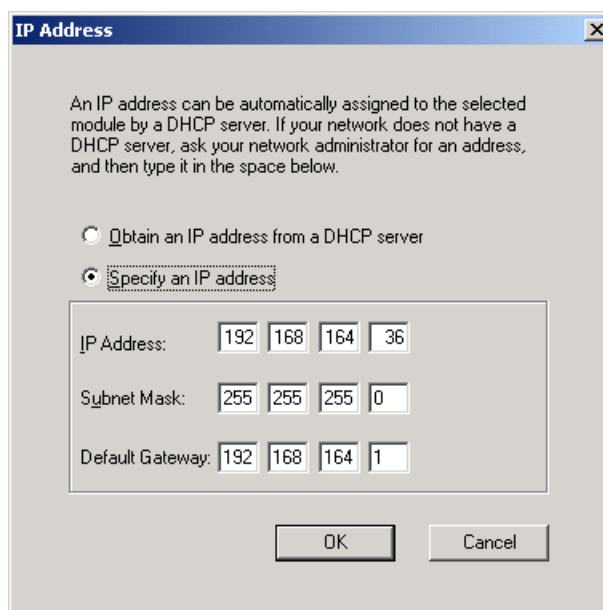 IP Address
An IP address can be automatically assigned to the selected
module by a DHCP server. If your network does not have a
DHCP server, ask your network administrator for an address,
and then type it in the space below.
Obtain an IP address from a DHCP server
Specify an IP address
IP Address: 192 168 164 36
Subnet Mask: 255 255 255 0
Default Gateway: 192 168 164 1
OK Cancel